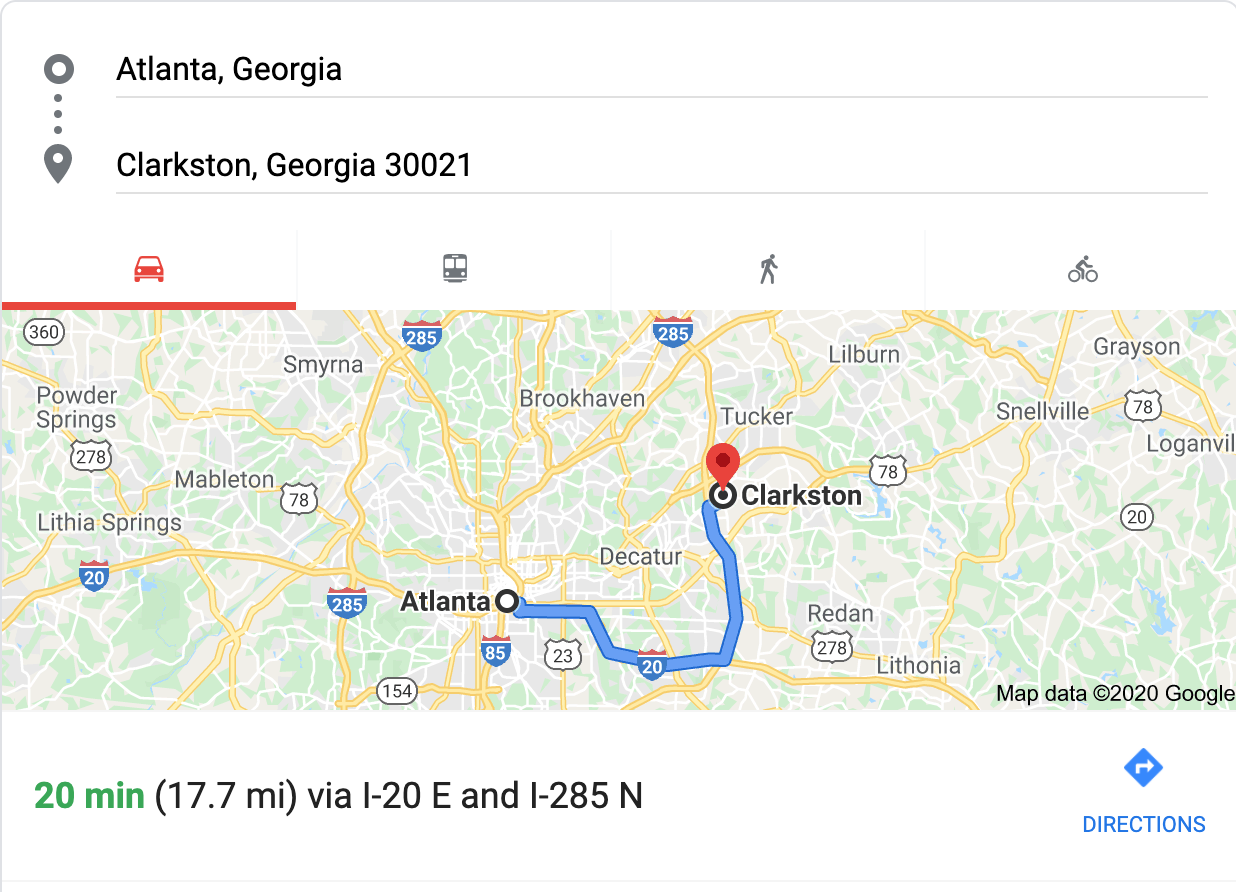 Atlanta, Georgia
Clarkston, Georgia 30021
360
285
285
Smyrna
Lilburn
Grayson
Powder
Springs
Brookhaven
Tucker
Snellville
78
278
Loganvil
Mableton
78
78
Clarkston
Lithia Springs
20
Decatur
20
285
Atlanta
Redan
85
23
20
278
Lithonia
154
Map data ©2020 Google
20 min (17.7 mi) via I-20 E and I-285 N
DIRECTIONS